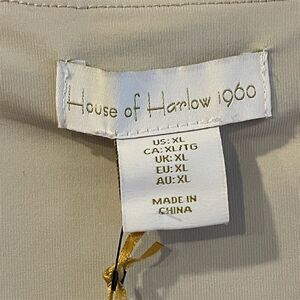 House of Harlow 1960
US: XL
CA: XL/TG
UK: XL
EU: XL
AU: XL
MADE IN
CHINA